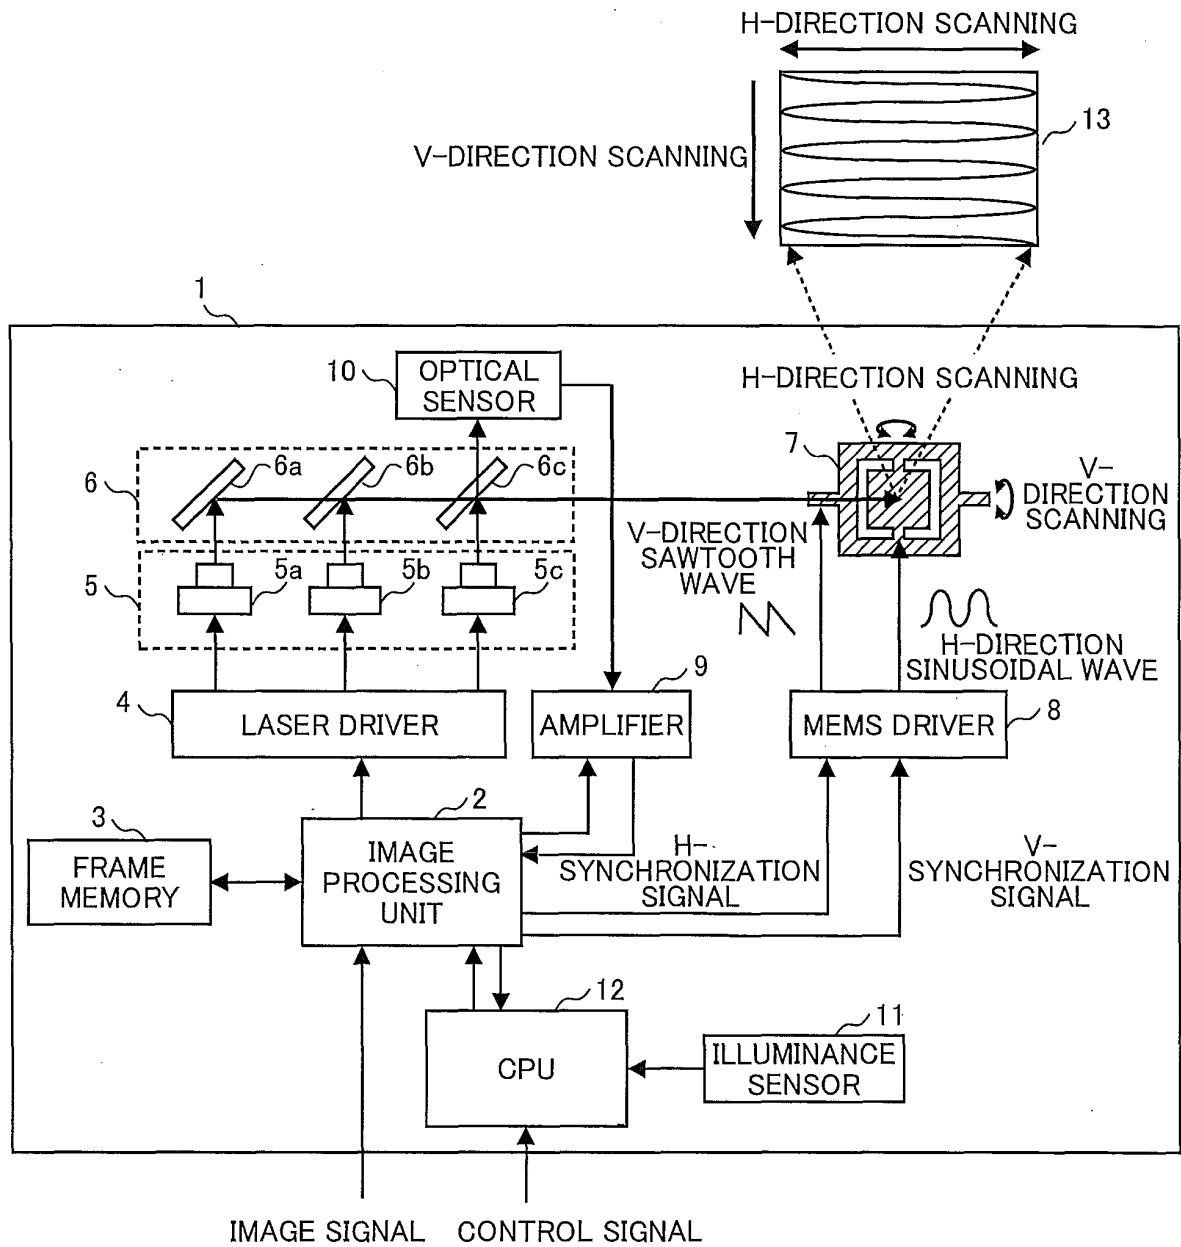 H-DIRECTION SCANNING
13
V-DIRECTION SCANNING
1
10
OPTICAL
SENSOR
H-DIRECTION SCANNING
7
6
6a
6b
6c
V-
DIRECTION
SCANNING
V-DIRECTION
SAWTOOTH
WAVE
5
5a
5b
5c
H-DIRECTION
SINUSOIDAL WAVE
4
LASER DRIVER
9
AMPLIFIER
MEMS DRIVER
8
2
3
FRAME
MEMORY
IMAGE
PROCESSING
UNIT
H-
SYNCHRONIZATION
SIGNAL
V-
SYNCHRONIZATION
SIGNAL
12
CPU
11
ILLUMINANCE
SENSOR
IMAGE SIGNAL
CONTROL SIGNAL